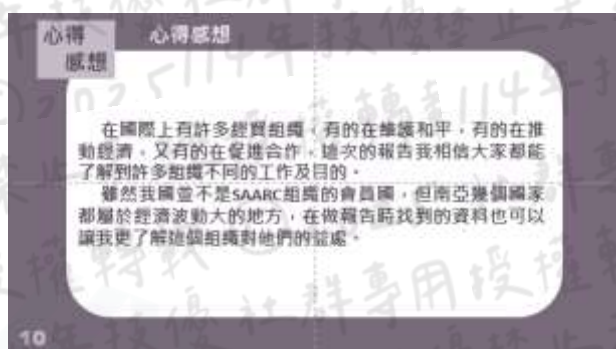 心得
感想
心得感想
在國際上有許多經貿組織，有的在維護和平，有的在推
動經濟，又有的在促進合作，這次的報告我相信大家都能
了解到許多組織不同的工作及目的。
雖然我國並不是SAARC組織的會員國，但南亞幾個國家
都屬於經濟波動大的地方，在做報告時找到的資料也可以
讓我更了解這個組織對他們的益處。
10